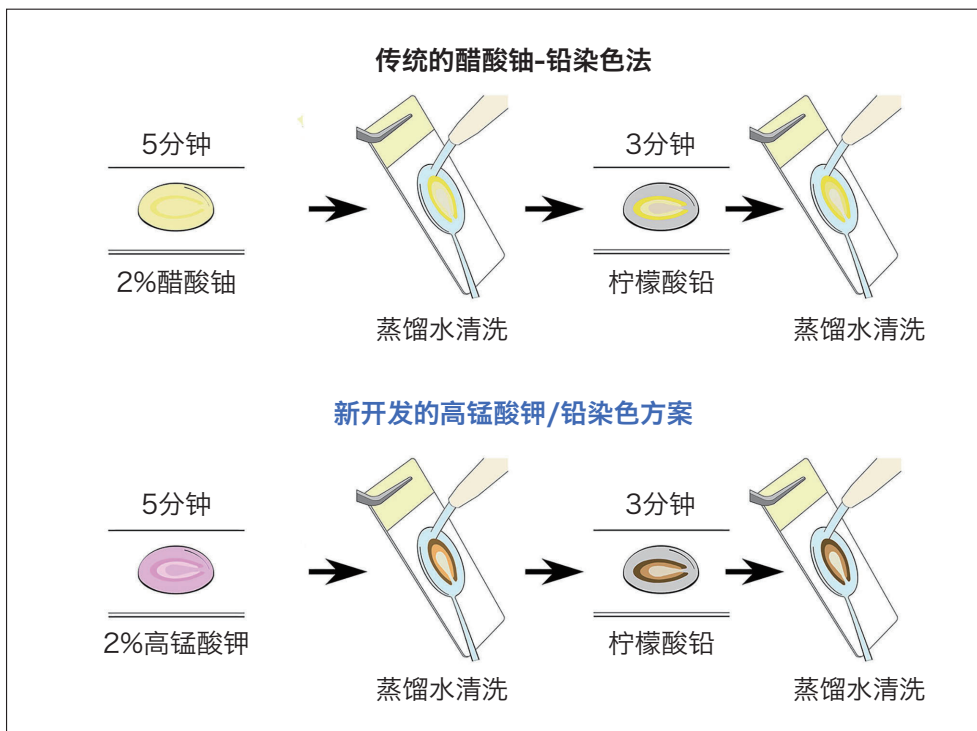 传统的醋酸铀-铅染色法
5分钟
3分钟
2%醋酸铀
柠檬酸铅
蒸馏水清洗
蒸馏水清洗
新开发的高锰酸钾/铅染色方案
5分钟
3分钟
2%高锰酸钾
柠檬酸铅
蒸馏水清洗
蒸馏水清洗